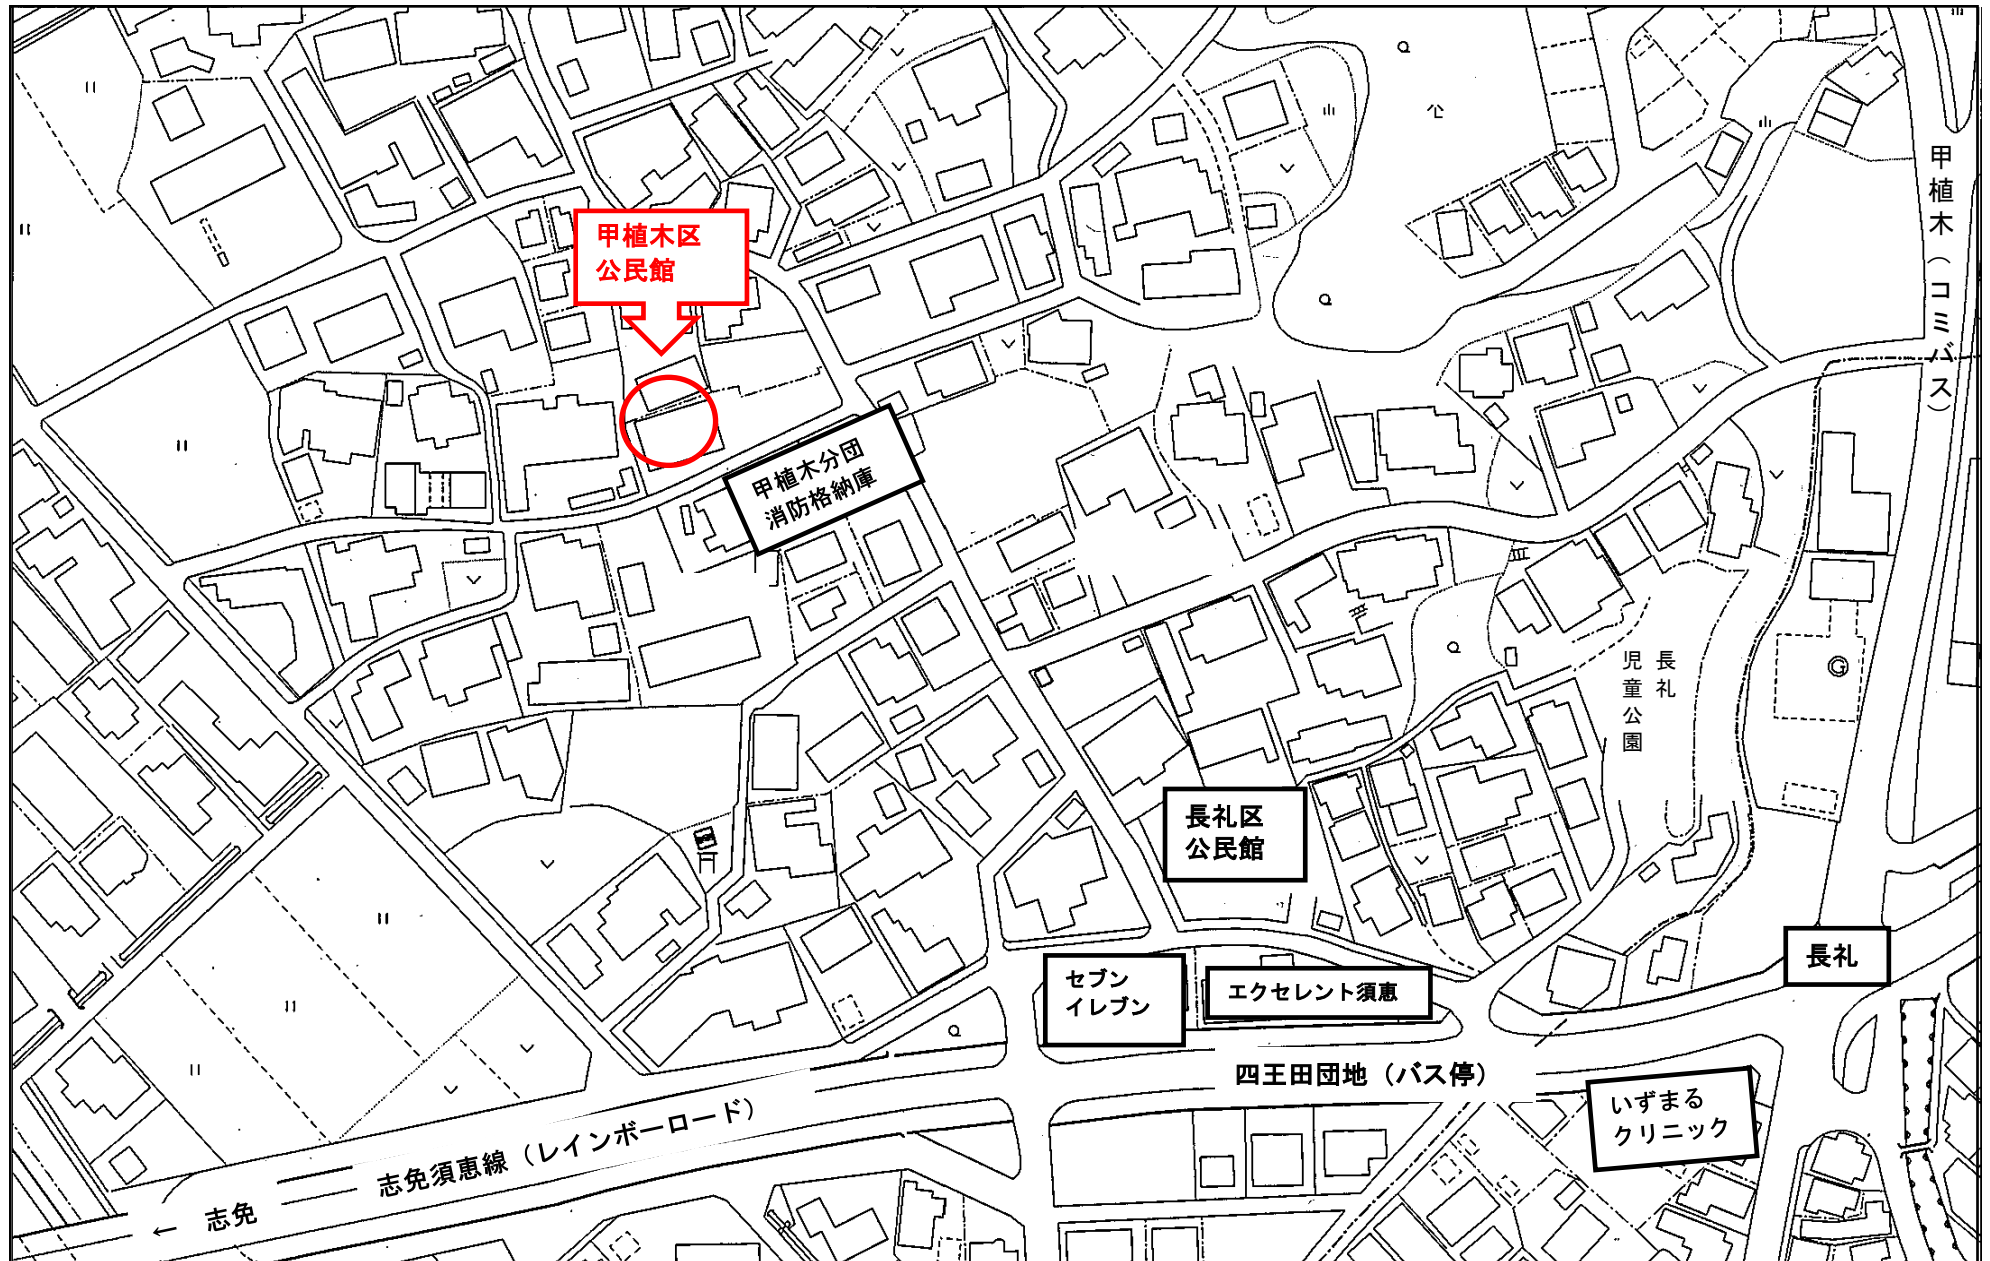 甲植木(コミバス)
甲植木区
公民館
甲植木分団
消防格納庫
長礼
児童公園
長礼区
公民館
長礼
セブン
イレブン
エクセレント須恵
四王田団地（バス停）
いずまる
クリニック
志免須恵線（レインボーロード）
← 志免